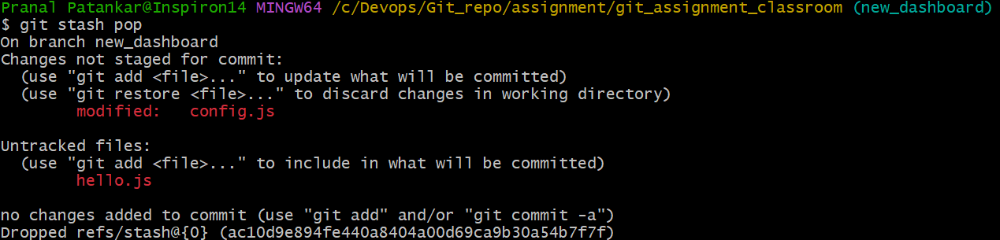 Pranal Patankar@Inspiron14 MINGW64 /c/Devops/Git_repo/assignment/git_assignment_classroom (new_dashboard)
$ git stash pop
On branch new_dashboard
Changes not staged for commit:
  (use "git add <file>..." to update what will be committed)
  (use "git restore <file>..." to discard changes in working directory)
        modified:   config.js

Untracked files:
  (use "git add <file>..." to include in what will be committed)
        hello.js

no changes added to commit (use "git add" and/or "git commit -a")
Dropped refs/stash@{0} (ac10d9e894fe440a8404a00d69ca9b30a54b7f7f)